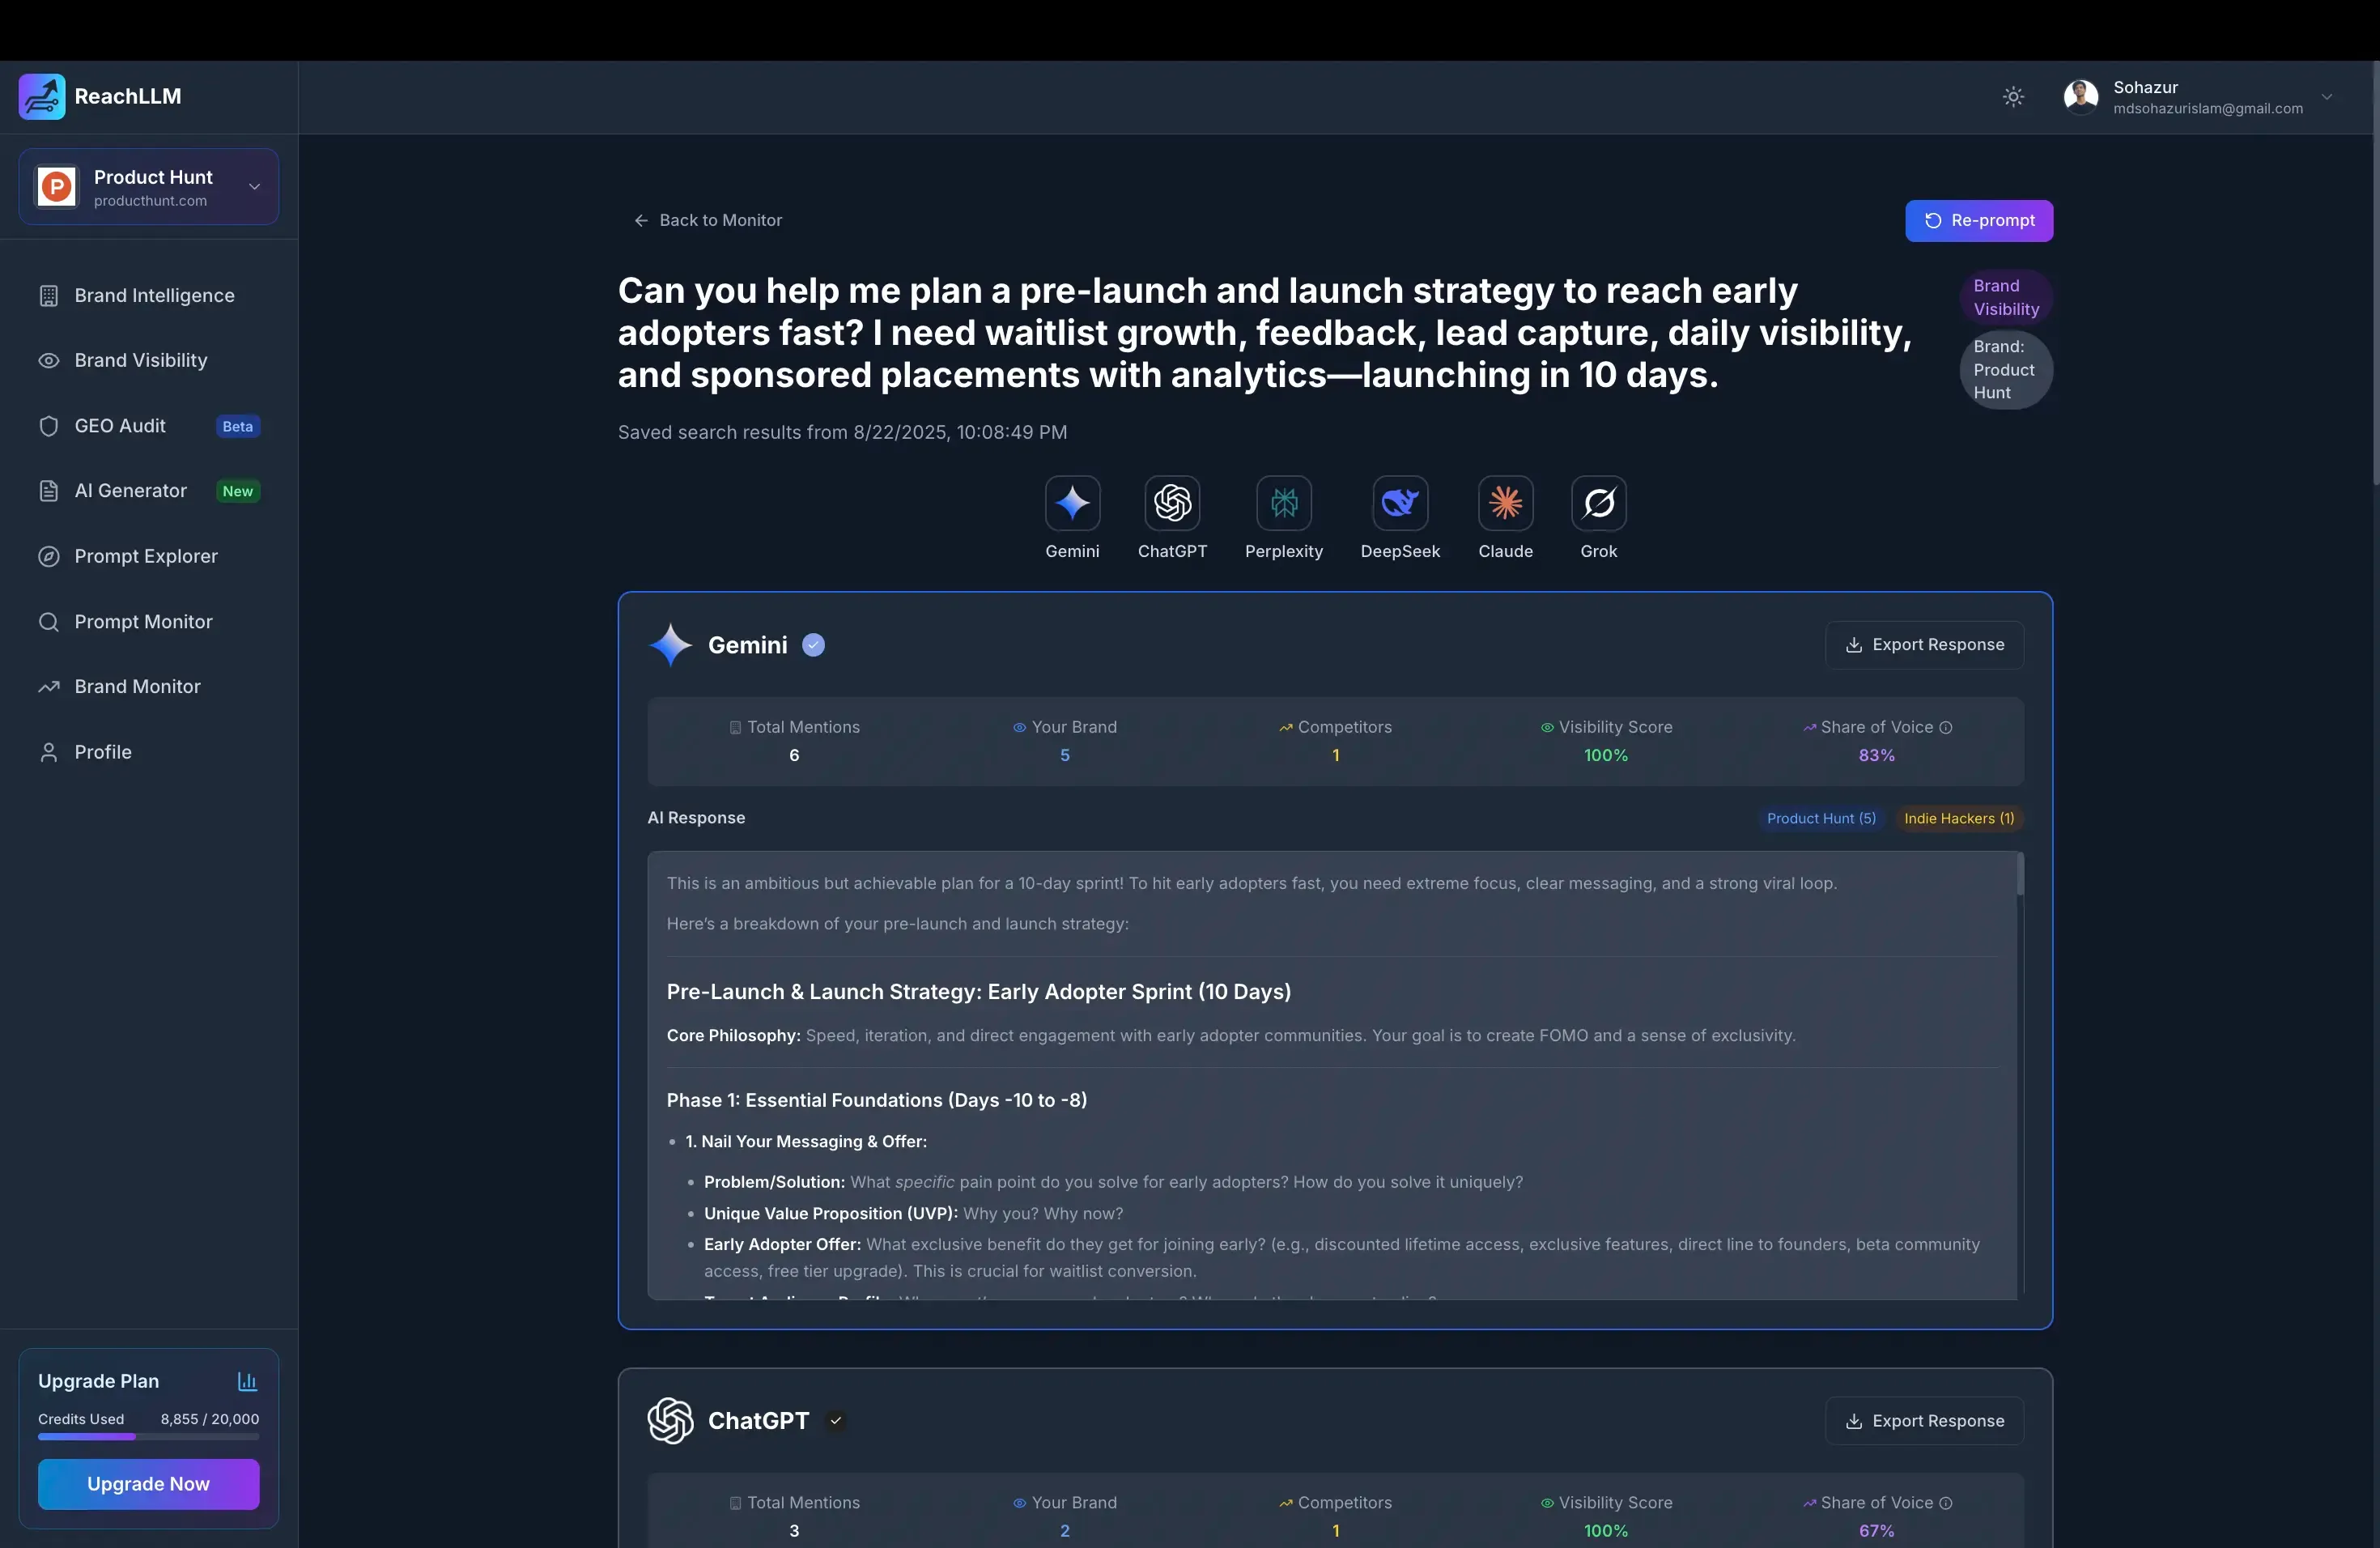 ReachLLM
Sohazur
mdsohazurislam@gmail.com
P
Product Hunt
producthunt.com
Brand Intelligence
Brand Visibility
GEO Audit Beta
AI Generator New
Prompt Explorer
Prompt Monitor
Brand Monitor
Profile
Upgrade Plan
Credits Used 8,855 / 20,000
Upgrade Now
Back to Monitor
Re-prompt
Can you help me plan a pre-launch and launch strategy to reach early
adopters fast? I need waitlist growth, feedback, lead capture, daily visibility,
and sponsored placements with analytics—launching in 10 days.
Brand
Visibility
Brand:
Product
Hunt
Saved search results from 8/22/2025, 10:08:49 PM
Gemini ChatGPT Perplexity DeepSeek Claude Grok
Gemini
Export Response
Total Mentions Your Brand Competitors Visibility Score Share of Voice
6 5 1 100% 83%
AI Response
Product Hunt (5) Indie Hackers (1)
This is an ambitious but achievable plan for a 10-day sprint! To hit early adopters fast, you need extreme focus, clear messaging, and a strong viral loop.
Here's a breakdown of your pre-launch and launch strategy:
Pre-Launch & Launch Strategy: Early Adopter Sprint (10 Days)
Core Philosophy: Speed, iteration, and direct engagement with early adopter communities. Your goal is to create FOMO and a sense of exclusivity.
Phase 1: Essential Foundations (Days -10 to -8)
• 1. Nail Your Messaging & Offer:
• Problem/Solution: What specific pain point do you solve for early adopters? How do you solve it uniquely?
• Unique Value Proposition (UVP): Why you? Why now?
• Early Adopter Offer: What exclusive benefit do they get for joining early? (e.g., discounted lifetime access, exclusive features, direct line to founders, beta community
access, free tier upgrade). This is crucial for waitlist conversion.
ChatGPT
Export Response
Total Mentions Your Brand Competitors Visibility Score Share of Voice
3 2 1 100% 67%